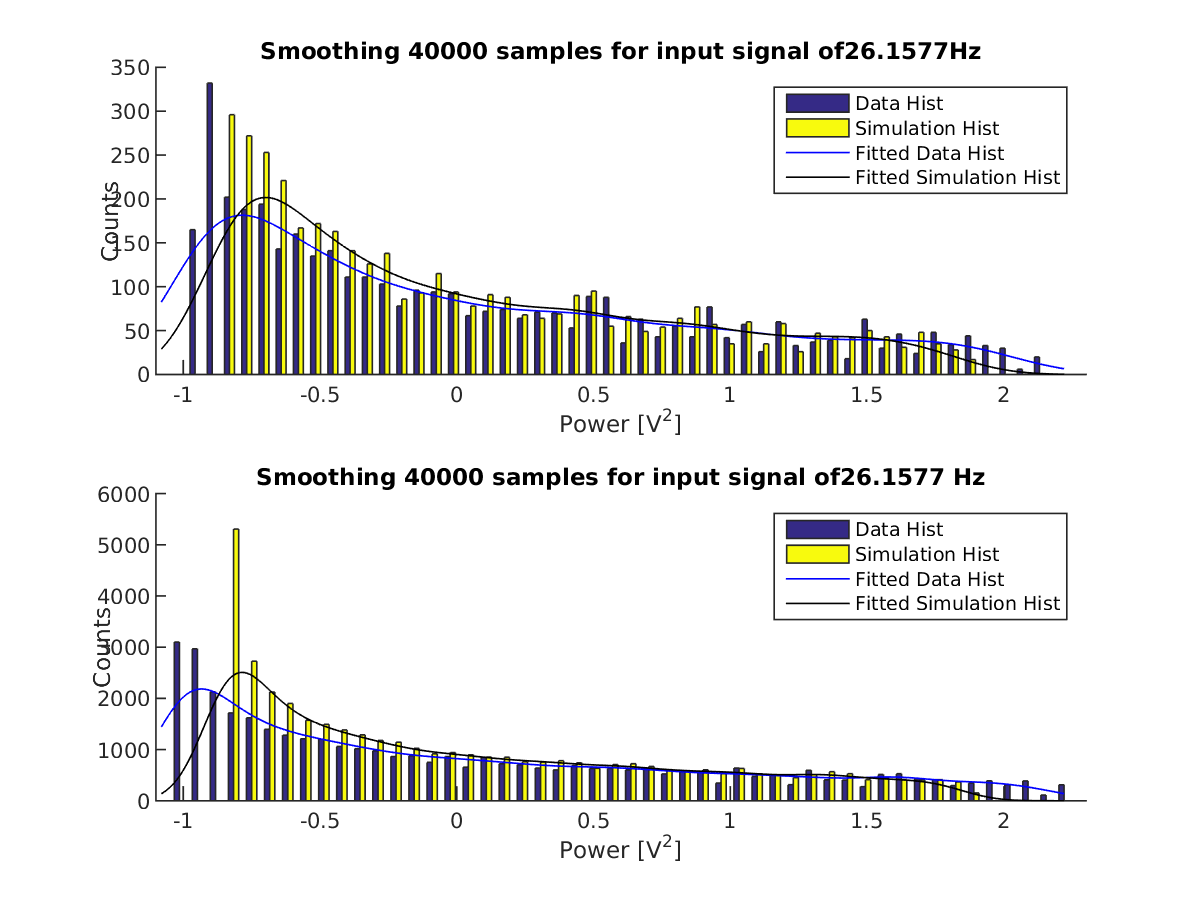 Smoothing 40000 samples for input signal of26.1577Hz
350
300
250
200
150
100
50
0
Counts
Data Hist
Simulation Hist
Fitted Data Hist
Fitted Simulation Hist
-1 -0.5 0 0.5 1 1.5 2
Power [V²]
Smoothing 40000 samples for input signal of26.1577 Hz
6000
5000
4000
3000
2000
1000
0
Counts
Data Hist
Simulation Hist
Fitted Data Hist
Fitted Simulation Hist
-1 -0.5 0 0.5 1 1.5 2
Power [V²]